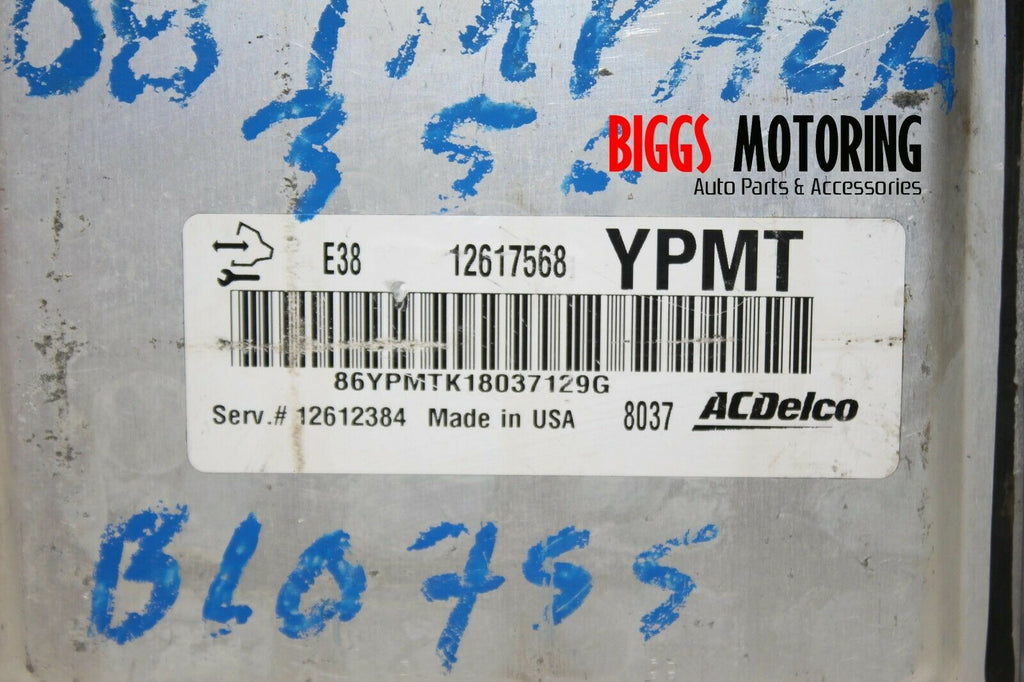 08 IMPALA
3 5
BIGGS MOTORING
Auto Parts & Accessories
E38 12617568 YPMT
86YPMTK18037129G
Serv.# 12612384 Made in USA 8037 ACDelco
BL0755